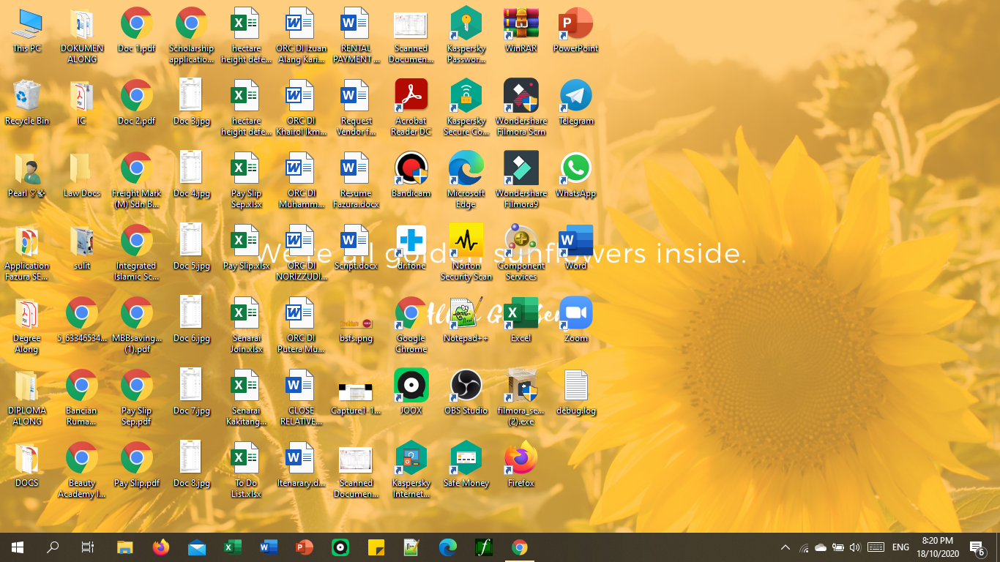 This PC
DOKUMEN
ALONG
Doc 1.pdf
Scholarship
applicatio...
hectare
height defe...
ORC DI Izuan
Alang Kari...
RENTAL
PAYMENT ...
Scanned
Documen...
Kaspersky
Passwor...
WinRAR
PowerPoint
Recycle Bin
IC
Doc 2.pdf
Doc 3.jpg
hectare
height defe...
ORC DI
Khairol Ikm...
Request
Vendor f...
Acrobat
Reader DC
Kaspersky
Secure Co...
Wondershare
Filmora Scrn
Telegram
Pearl
Law Docs
Freight Mark
(M) Sdn B...
Doc 4.jpg
Pay Slip
Sep.xlsx
ORC DI
Muhamm...
Resume
Fazura.docx
Bandicam
Microsoft
Edge
Wondershare
Filmora9
WhatsApp
We're all golden sunflowers inside.
Application
Fazura SE...
sulit
Integrated
Islamic Sc...
Doc 5.jpg
Pay Slip.xlsx
ORC DI
NORIZZUDI...
Script.docx
dr.fone
Norton
Security Scan
Component
Services
Word
Degree
Along
5_63346534...
MBBsaving...
(1).pdf
Doc 6.jpg
Senarai
Join.xlsx
ORC DI
Putera Mu...
bsfs.png
Google
Chrome
Notepad++
Excel
Zoom
DIPLOMA
ALONG
Bancian
Ruma...
Pay Slip
Sep.pdf
Doc 7.jpg
Senarai
Kakitang...
CLOSE
RELATIVE...
Capture1-1...
JOOX
OBS Studio
filmora_se...
(2).exe
debug.log
DOCS
Beauty
Academy I...
Pay Slip.pdf
Doc 8.jpg
To Do
List.xlsx
Itenarary.d...
Scanned
Documen...
Kaspersky
Internet...
Safe Money
Firefox
ENG
8:20 PM
18/10/2020
6